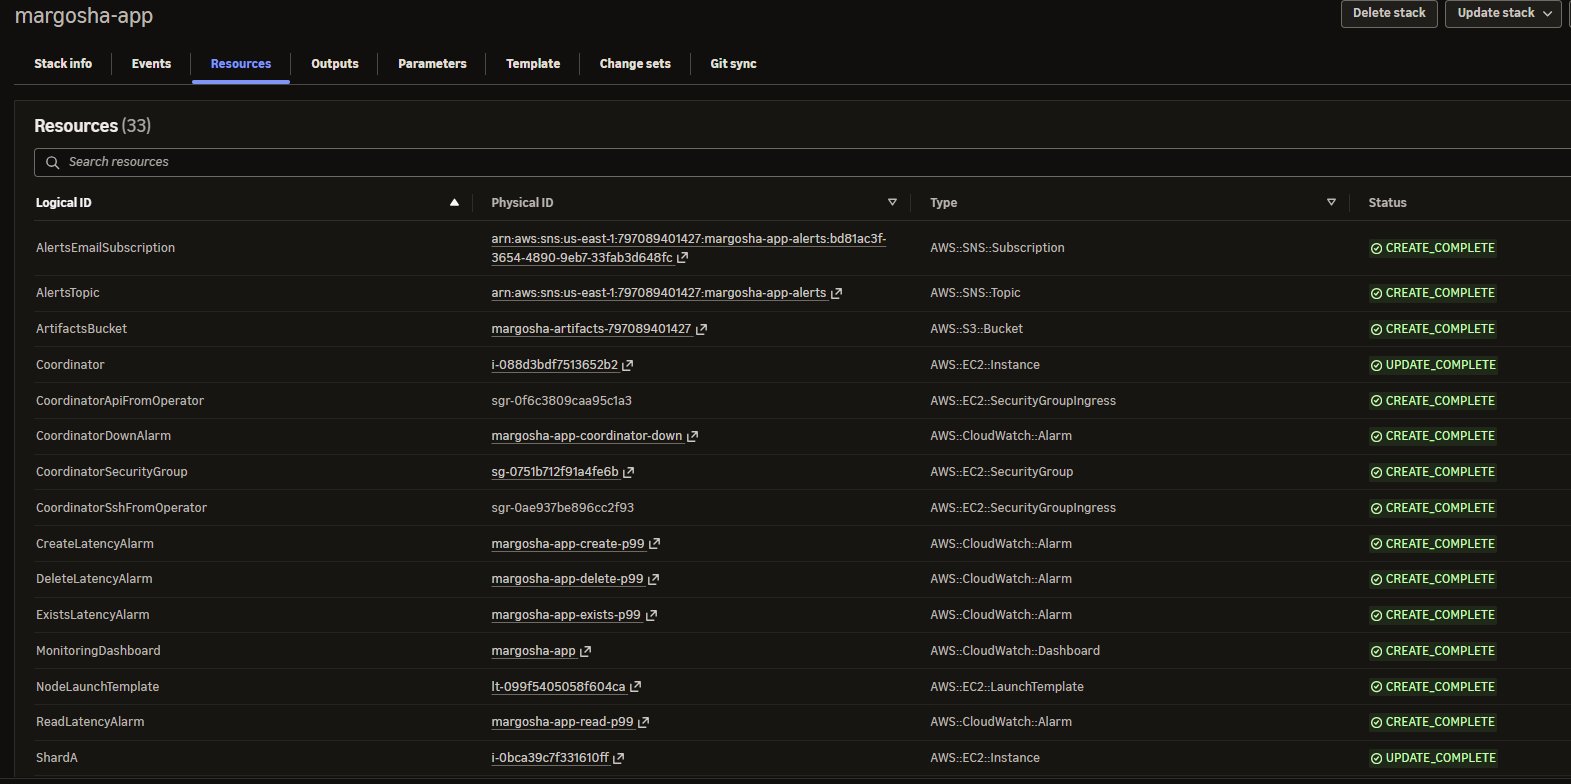 margosha-app
Delete stack
Update stack
Stack info
Events
Resources
Outputs
Parameters
Template
Change sets
Git sync
Resources (33)
Search resources
Logical ID
Physical ID
Type
Status
AlertsEmailSubscription
arn:aws:sns:us-east-1:797089401427:margosha-app-alerts:bd81ac3f-
3654-4890-9eb7-33fab3d648fc
AWS::SNS::Subscription
CREATE_COMPLETE
AlertsTopic
arn:aws:sns:us-east-1:797089401427:margosha-app-alerts
AWS::SNS::Topic
CREATE_COMPLETE
ArtifactsBucket
margosha-artifacts-797089401427
AWS::S3::Bucket
CREATE_COMPLETE
Coordinator
i-088d3bdf7513652b2
AWS::EC2::Instance
UPDATE_COMPLETE
CoordinatorApiFromOperator
sgr-0f6c3809caa95c1a3
AWS::EC2::SecurityGroupIngress
CREATE_COMPLETE
CoordinatorDownAlarm
margosha-app-coordinator-down
AWS::CloudWatch::Alarm
CREATE_COMPLETE
CoordinatorSecurityGroup
sg-0751b712f91a4fe6b
AWS::EC2::SecurityGroup
CREATE_COMPLETE
CoordinatorSshFromOperator
sgr-0ae937be896cc2f93
AWS::EC2::SecurityGroupIngress
CREATE_COMPLETE
CreateLatencyAlarm
margosha-app-create-p99
AWS::CloudWatch::Alarm
CREATE_COMPLETE
DeleteLatencyAlarm
margosha-app-delete-p99
AWS::CloudWatch::Alarm
CREATE_COMPLETE
ExistsLatencyAlarm
margosha-app-exists-p99
AWS::CloudWatch::Alarm
CREATE_COMPLETE
MonitoringDashboard
margosha-app
AWS::CloudWatch::Dashboard
CREATE_COMPLETE
NodeLaunchTemplate
lt-099f5405058f604ca
AWS::EC2::LaunchTemplate
CREATE_COMPLETE
ReadLatencyAlarm
margosha-app-read-p99
AWS::CloudWatch::Alarm
CREATE_COMPLETE
ShardA
i-0bca39c7f331610ff
AWS::EC2::Instance
UPDATE_COMPLETE